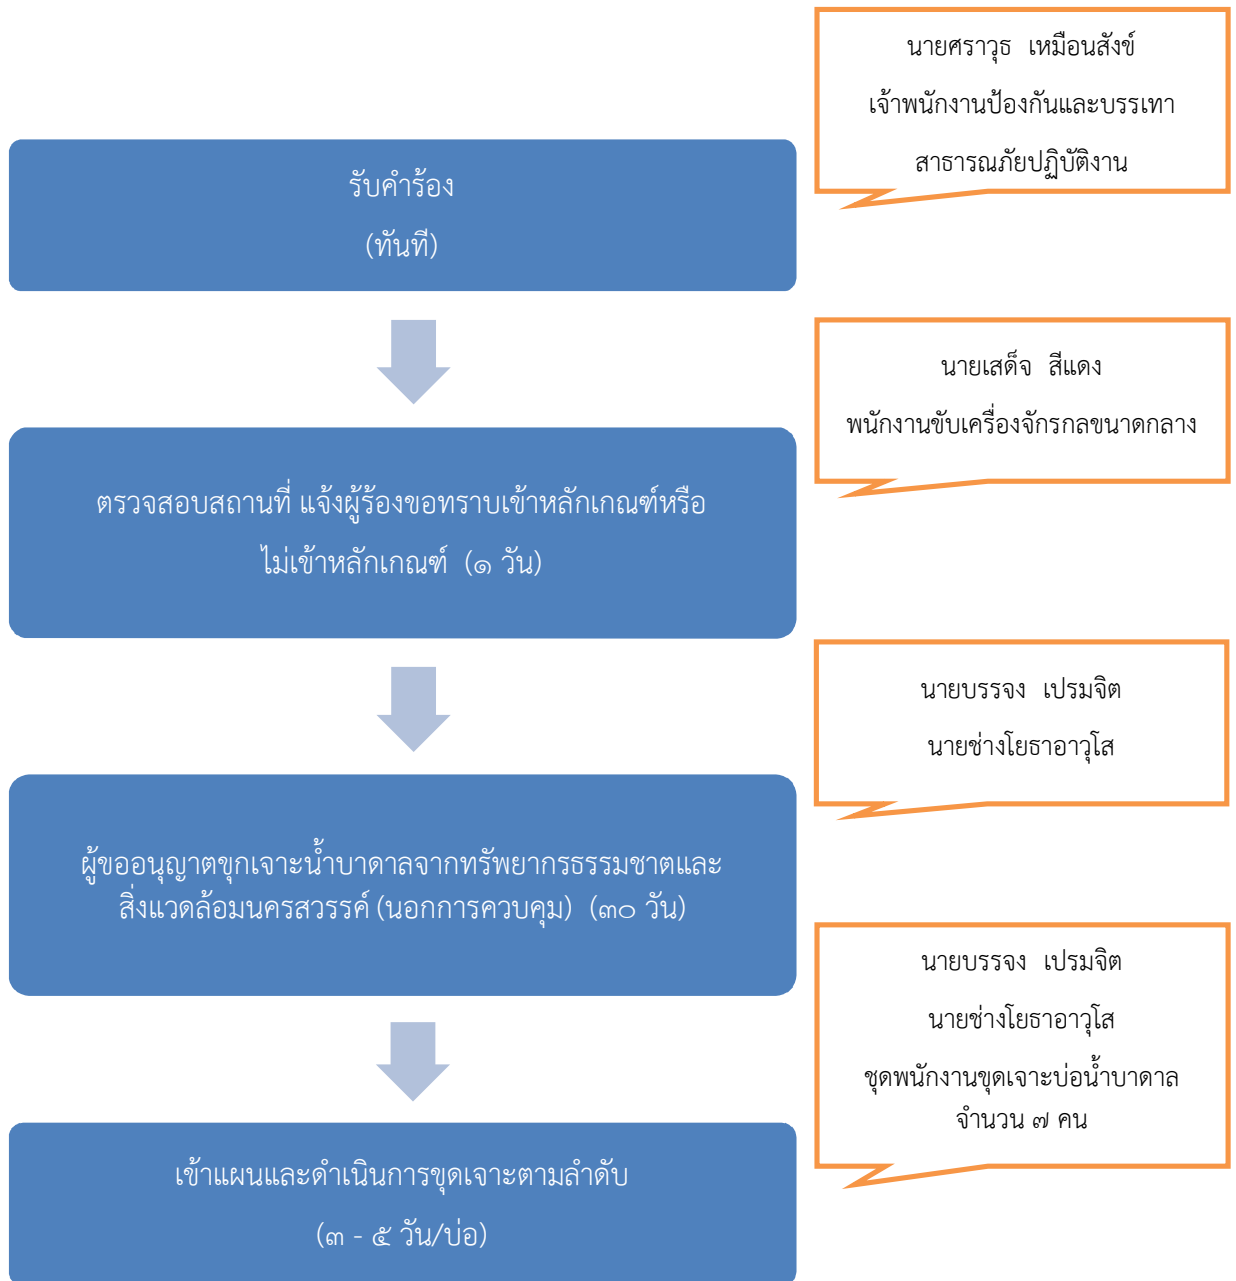 นายศราวุธ เหมือนสังข์
เจ้าพนักงานป้องกันและบรรเทา
สาธารณภัยปฏิบัติงาน
รับคำร้อง
(ทันที)
นายเสด็จ สีแดง
พนักงานขับเครื่องจักรกลขนาดกลาง
ตรวจสอบสถานที่ แจ้งผู้ร้องขอทราบเข้าหลักเกณฑ์หรือ
ไม่เข้าหลักเกณฑ์ (๑ วัน)
นายบรรจง เปรมจิต
นายช่างโยธาอาวุโส
ผู้ขออนุญาตขุกเจาะน้ำบาดาลจากทรัพยากรธรรมชาตและ
สิ่งแวดล้อมนครสวรรค์ (นอกการควบคุม) (๓๐ วัน)
นายบรรจง เปรมจิต
นายช่างโยธาอาวุโส
ชุดพนักงานขุดเจาะบ่อน้ำบาดาล
จำนวน ๗ คน
เข้าแผนและดำเนินการขุดเจาะตามลำดับ
(๓ - ๕ วัน/บ่อ)